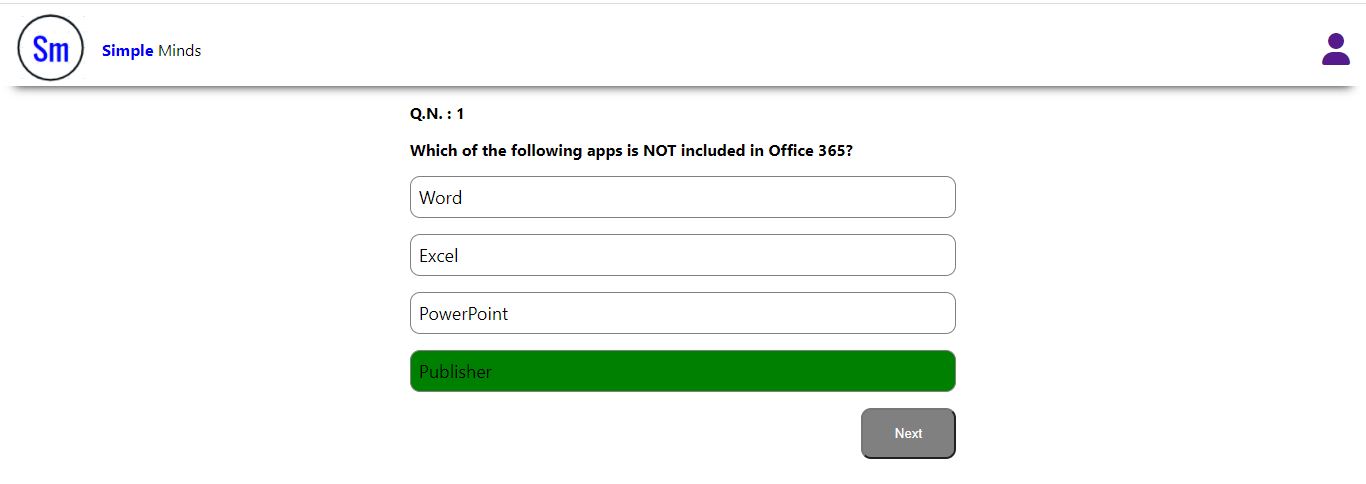 Sm
Simple Minds
Q.N. : 1
Which of the following apps is NOT included in Office 365?
Word
Excel
PowerPoint
Publisher
Next